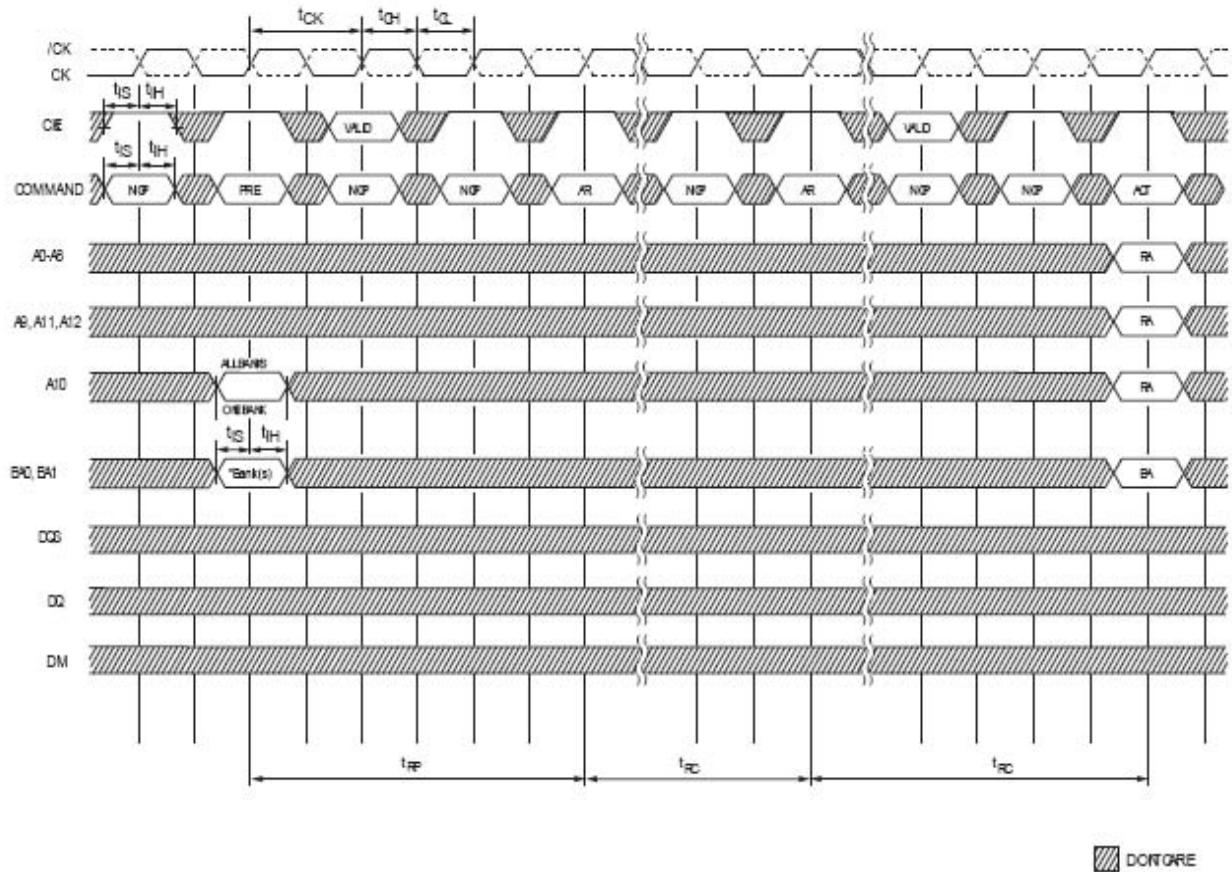 tCK tCH tCL
/CK
CK
tIS tIH
CKE VALID VALID
tIS tIH
COMMAND NOP PRE NOP NOP AR NOP AR NOP NOP ACT
A0-A8 RA
A9, A11, A12 RA
ALL BANKS
A10 RA
ONE BANK
tIS tIH
BA0, BA1 *Bank(s) BA
DQS
DQ
DM
tRP tRC tRC
DON'T CARE